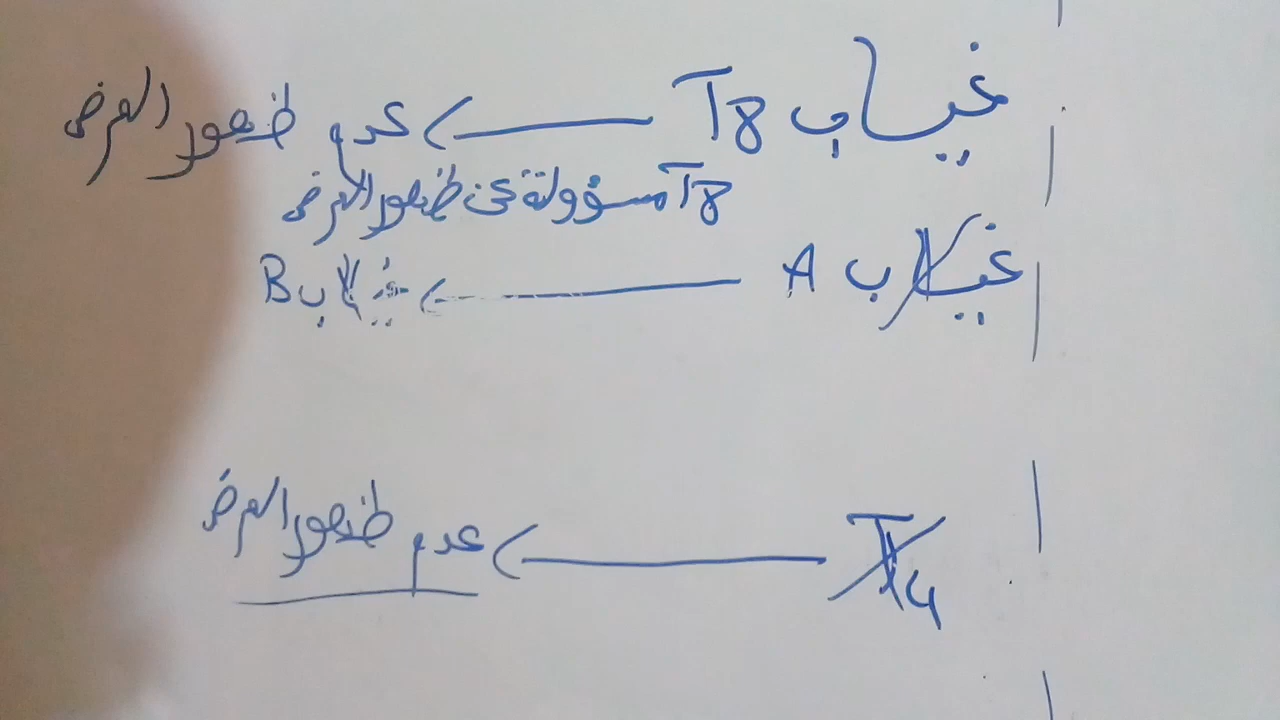 غياب T8 ← عدم ظهور المرض
T8 مسؤولة عن ظهور المرض
غياب A ← غياب B
T4 ← عدم ظهور المرض